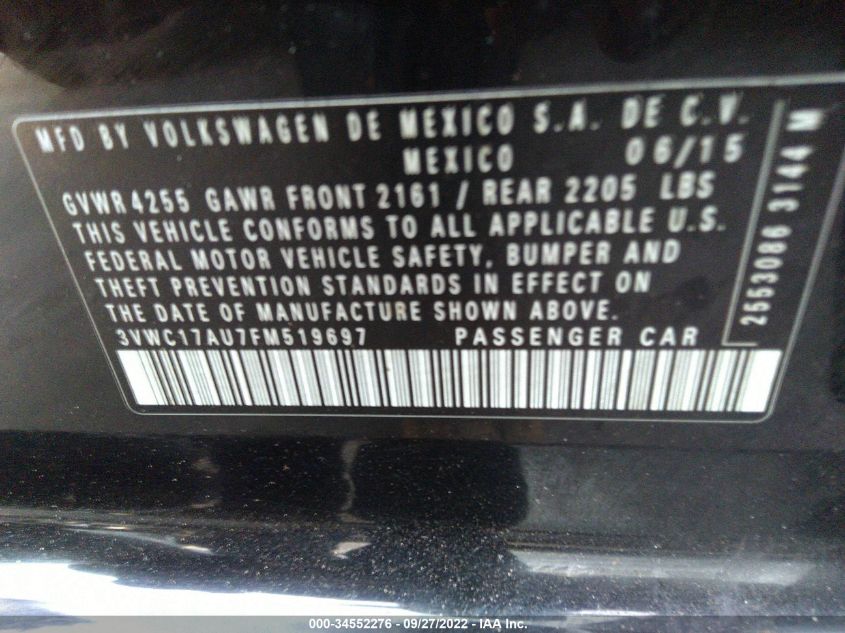 MFD BY VOLKSWAGEN DE MEXICO S.A. DE C.V.
MEXICO 06/15
GVWR 4255 GAWR FRONT 2161 / REAR 2205 LBS
THIS VEHICLE CONFORMS TO ALL APPLICABLE U.S.
FEDERAL MOTOR VEHICLE SAFETY, BUMPER AND
THEFT PREVENTION STANDARDS IN EFFECT ON
THE DATE OF MANUFACTURE SHOWN ABOVE.
3VWC17AU7FM519697 PASSENGER CAR
2553086 3144 M
000-34552276 - 09/27/2022 - IAA Inc.